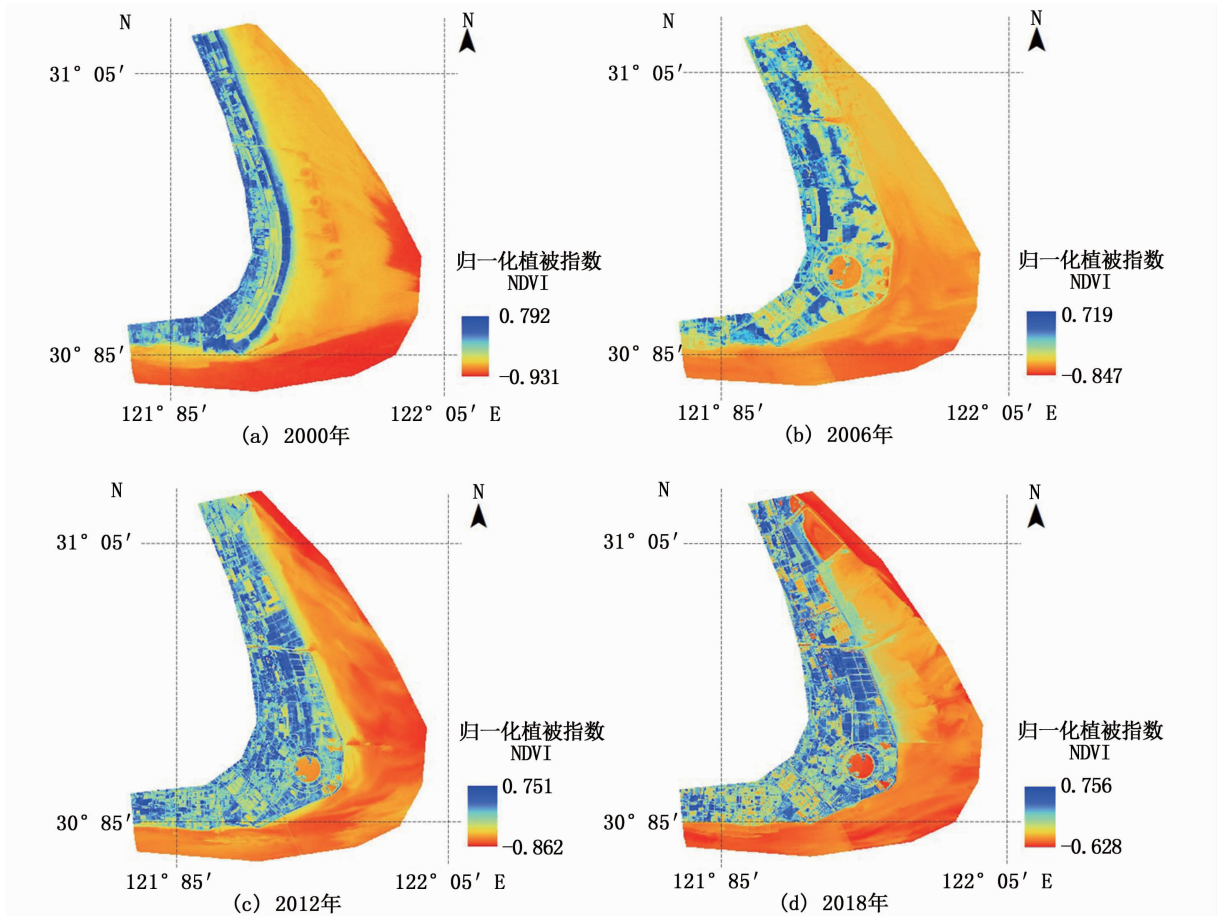 N
N
31° 05′
归一化植被指数
NDVI
0.792
-0.931
30° 85′
121° 85′
122° 05′ E
(a) 2000年
N
N
31° 05′
归一化植被指数
NDVI
0.719
-0.847
30° 85′
121° 85′
122° 05′ E
(b) 2006年
N
N
31° 05′
归一化植被指数
NDVI
0.751
-0.862
30° 85′
121° 85′
122° 05′ E
(c) 2012年
N
N
31° 05′
归一化植被指数
NDVI
0.756
-0.628
30° 85′
121° 85′
122° 05′ E
(d) 2018年